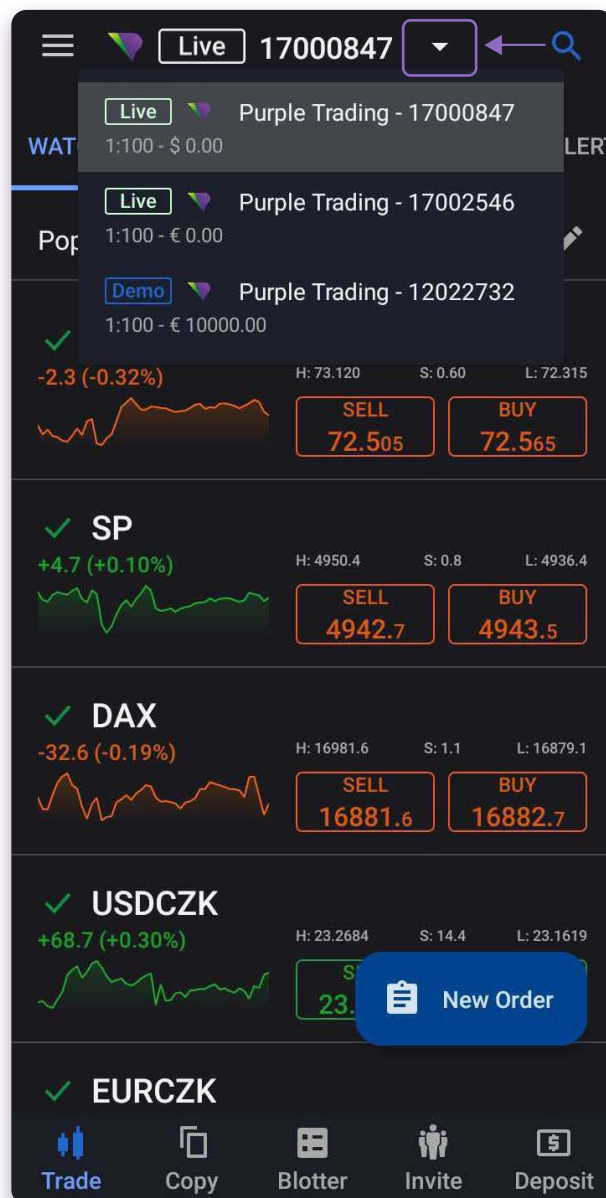 Live 17000847
Live Purple Trading - 17000847
1:100 - $ 0.00
Live Purple Trading - 17002546
1:100 - € 0.00
Demo Purple Trading - 12022732
1:100 - € 10000.00
-2.3 (-0.32%)
H: 73.120 S: 0.60 L: 72.315
SELL BUY
72.505 72.565
SP
+4.7 (+0.10%)
H: 4950.4 S: 0.8 L: 4936.4
SELL BUY
4942.7 4943.5
DAX
-32.6 (-0.19%)
H: 16981.6 S: 1.1 L: 16879.1
SELL BUY
16881.6 16882.7
USDCZK
+68.7 (+0.30%)
H: 23.2684 S: 14.4 L: 23.1619
New Order
EURCZK
Trade Copy Blotter Invite Deposit